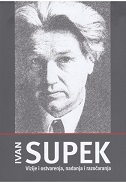 IVAN
SUPEK
Vizije i ostvarenja, nadanja i razočaranja